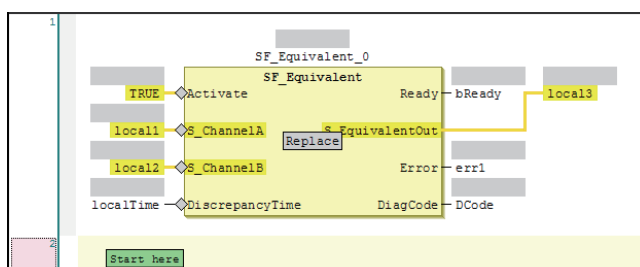 1
SF_Equivalent_0
SF_Equivalent
TRUE Activate Ready bReady local3
local1 S_ChannelA S_EquivalentOut
Replace
local2 S_ChannelB Error err1
localTime DiscrepancyTime DiagCode DCode
2
Start here